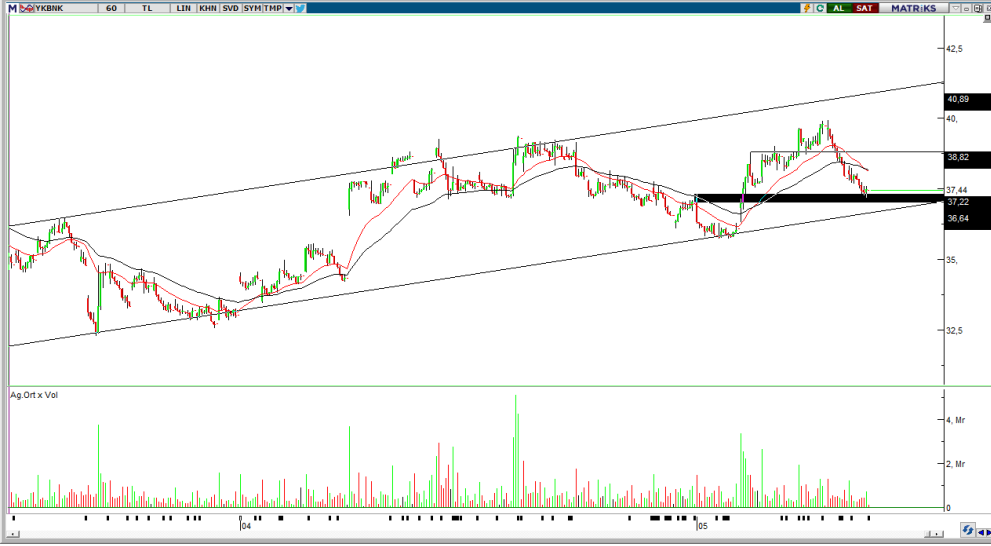 M YKBNK 60 TL LIN KHN SVD SYM TMP AL SAT MATRiKS
42,5
40,89
40,
38,82
37,44
37,22
36,64
35,
32,5
Ag.Ort x Vol
4, Mr
2, Mr
0
04 05